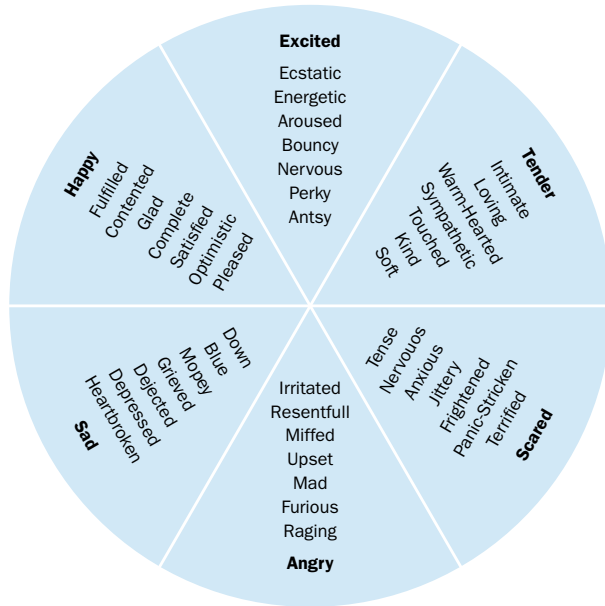 Excited
Ecstatic
Energetic
Aroused
Bouncy
Nervous
Perky
Antsy
Tender
Intimate
Loving
Warm-Hearted
Sympathetic
Touched
Kind
Soft
Tense
Nervouos
Anxious
Jittery
Frightened
Panic-Stricken
Terrified
Scared
Irritated
Resentfull
Miffed
Upset
Mad
Furious
Raging
Angry
Down
Blue
Mopey
Grieved
Dejected
Depressed
Heartbroken
Sad
Happy
Fulfilled
Contented
Glad
Complete
Satisfied
Optimistic
Pleased